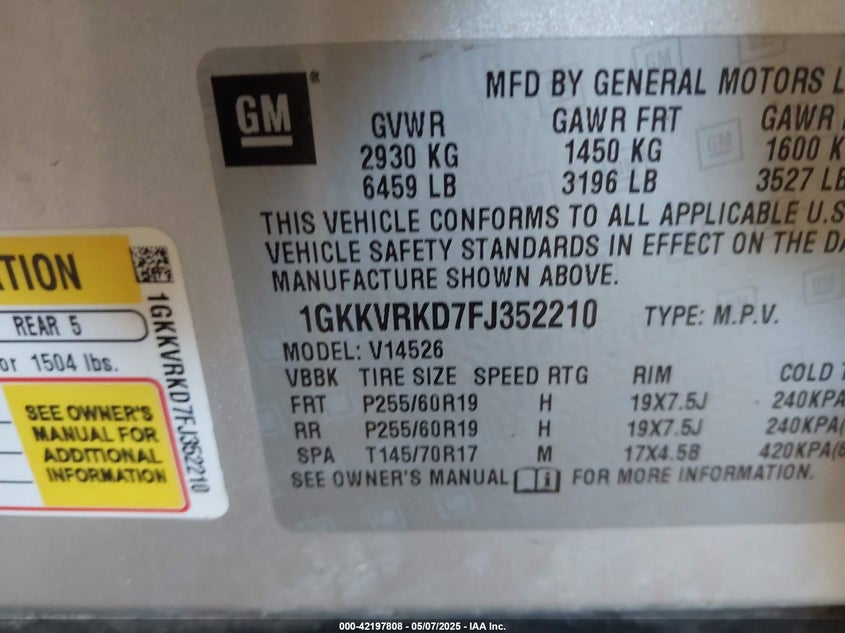 GM
®
MFD BY GENERAL MOTORS L
GVWR GAWR FRT GAWR
2930 KG 1450 KG 1600 K
6459 LB 3196 LB 3527 LB
THIS VEHICLE CONFORMS TO ALL APPLICABLE U.S
VEHICLE SAFETY STANDARDS IN EFFECT ON THE DA
MANUFACTURE SHOWN ABOVE.
1GKKVRKD7FJ352210 TYPE: M.P.V.
MODEL: V14526
VBBK TIRE SIZE SPEED RTG RIM COLD T
FRT P255/60R19 H 19X7.5J 240KPA
RR P255/60R19 H 19X7.5J 240KPA(
SPA T145/70R17 M 17X4.5B 420KPA(6
SEE OWNER'S MANUAL FOR MORE INFORMATION.
ATION
REAR 5
or 1504 lbs.
SEE OWNER'S
MANUAL FOR
ADDITIONAL
INFORMATION
1GKKVRKD7FJ352210
000-42197808 — 05/07/2025 - IAA Inc.